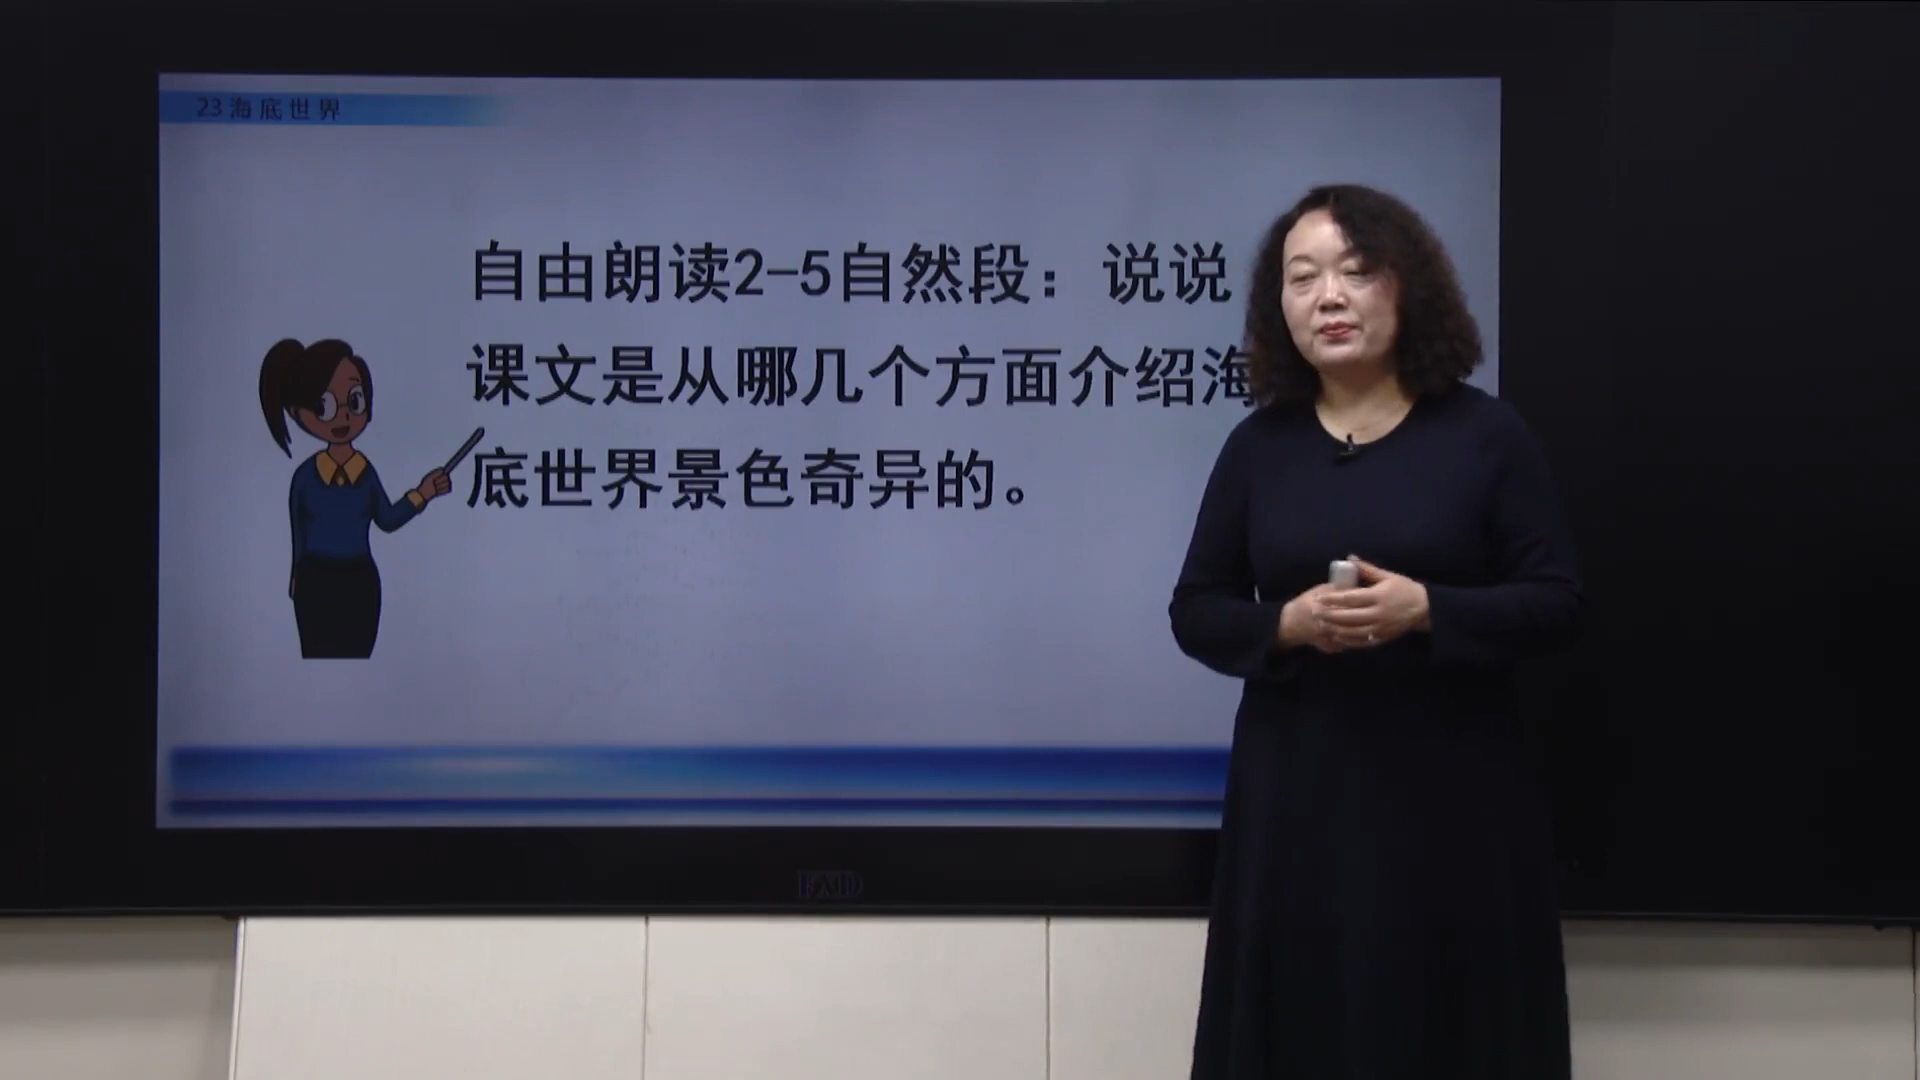 23海底世界
自由朗读2-5自然段：说说
课文是从哪几个方面介绍海
底世界景色奇异的。